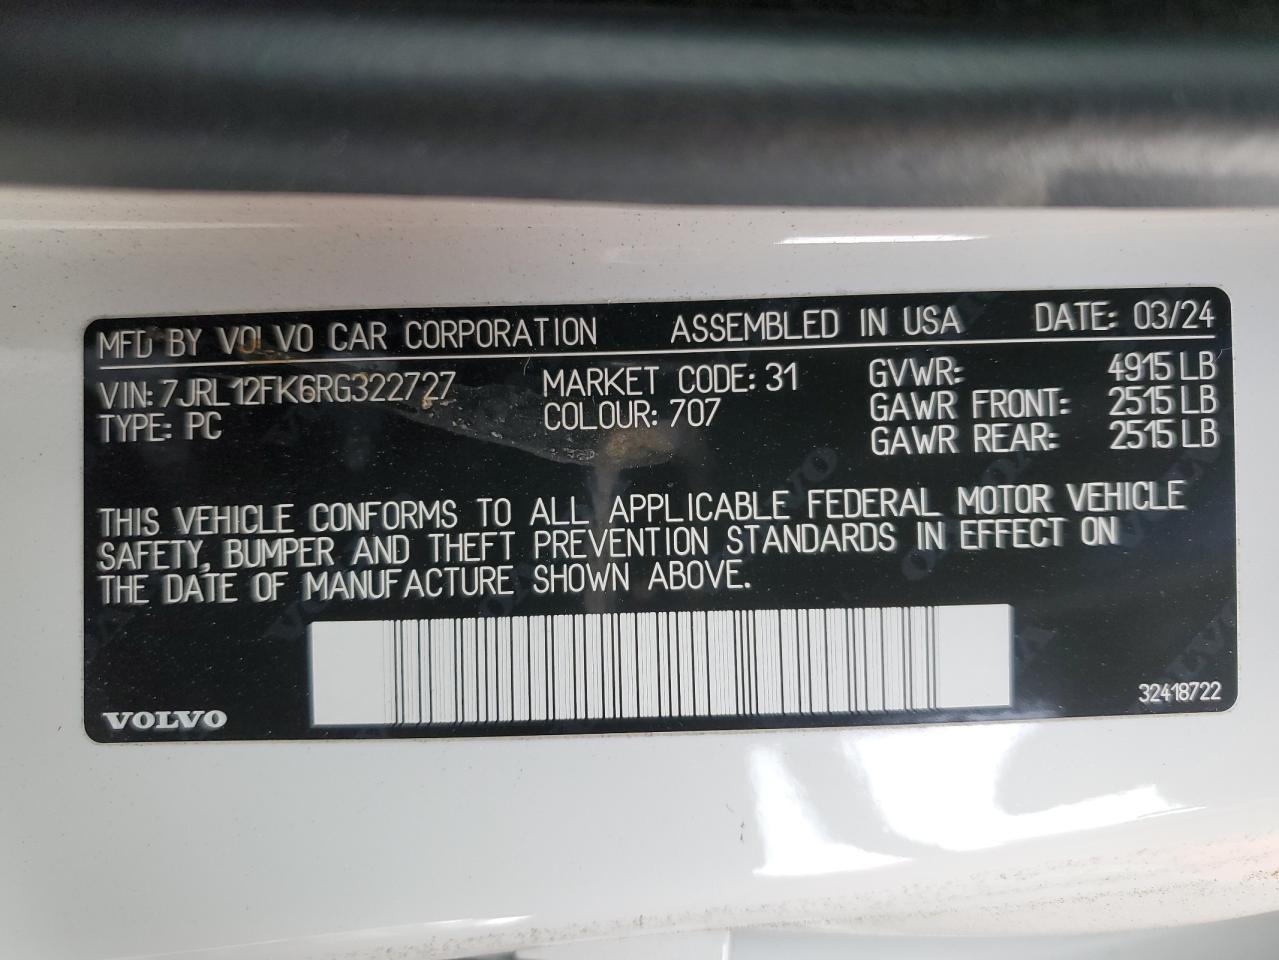 MFD BY VOLVO CAR CORPORATION ASSEMBLED IN USA DATE: 03/24
VIN: 7JRL12FK6RG322727 MARKET CODE: 31 GVWR: 4915 LB
TYPE: PC COLOUR: 707 GAWR FRONT: 2515 LB
GAWR REAR: 2515 LB
THIS VEHICLE CONFORMS TO ALL APPLICABLE FEDERAL MOTOR VEHICLE
SAFETY, BUMPER AND THEFT PREVENTION STANDARDS IN EFFECT ON
THE DATE OF MANUFACTURE SHOWN ABOVE.
VOLVO 32418722